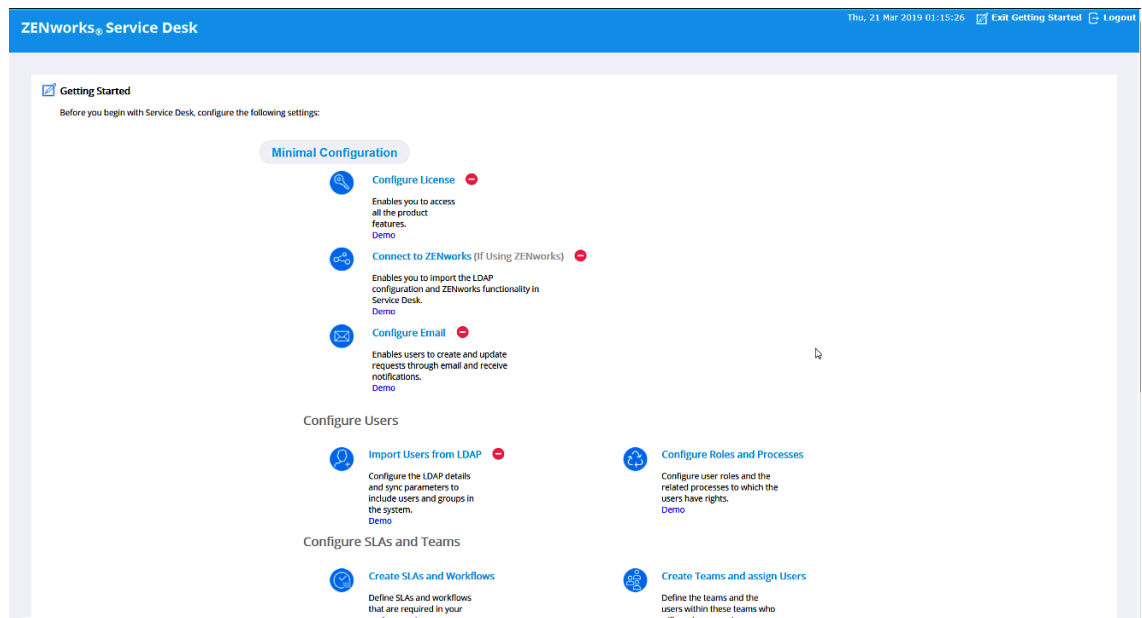 ZENworks® Service Desk
Thu, 21 Mar 2019 01:15:26 Exit Getting Started Logout
Getting Started
Before you begin with Service Desk, configure the following settings:
Minimal Configuration
Configure License
Enables you to access
all the product
features.
Demo
Connect to ZENworks (If Using ZENworks)
Enables you to import the LDAP
configuration and ZENworks functionality in
Service Desk.
Demo
Configure Email
Enables users to create and update
requests through email and receive
notifications.
Demo
Configure Users
Import Users from LDAP
Configure the LDAP details
and sync parameters to
include users and groups in
the system.
Demo
Configure Roles and Processes
Configure user roles and the
related processes to which the
users have rights.
Demo
Configure SLAs and Teams
Create SLAs and Workflows
Define SLAs and workflows
that are required in your
Create Teams and assign Users
Define the teams and the
users within these teams who